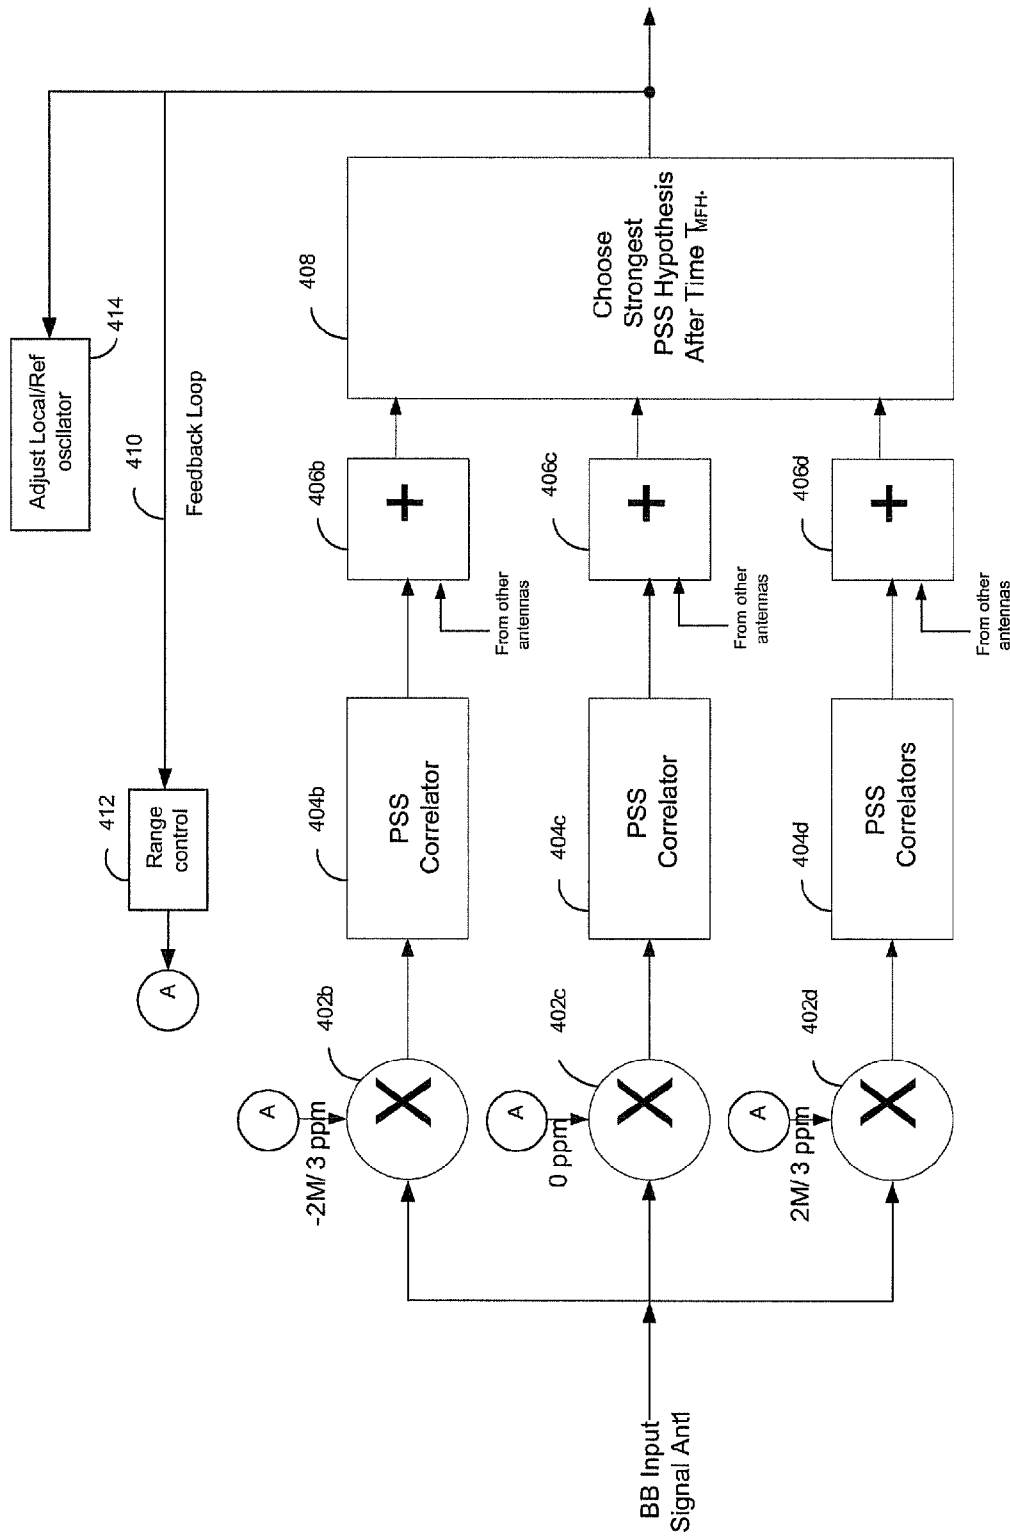 Adjust Local/Ref
oscllator
414
410
Feedback Loop
412
Range
control
A
A
-2M/ 3 ppm
402b
X
404b
PSS
Correlator
406b
+
From other
antennas
408
Choose
Strongest
PSS Hypothesis
After Time TMFH.
BB Input
Signal Ant1
A
0 ppm
402c
X
404c
PSS
Correlator
406c
+
From other
antennas
A
2M/ 3 ppm
402d
X
404d
PSS
Correlators
406d
+
From other
antennas